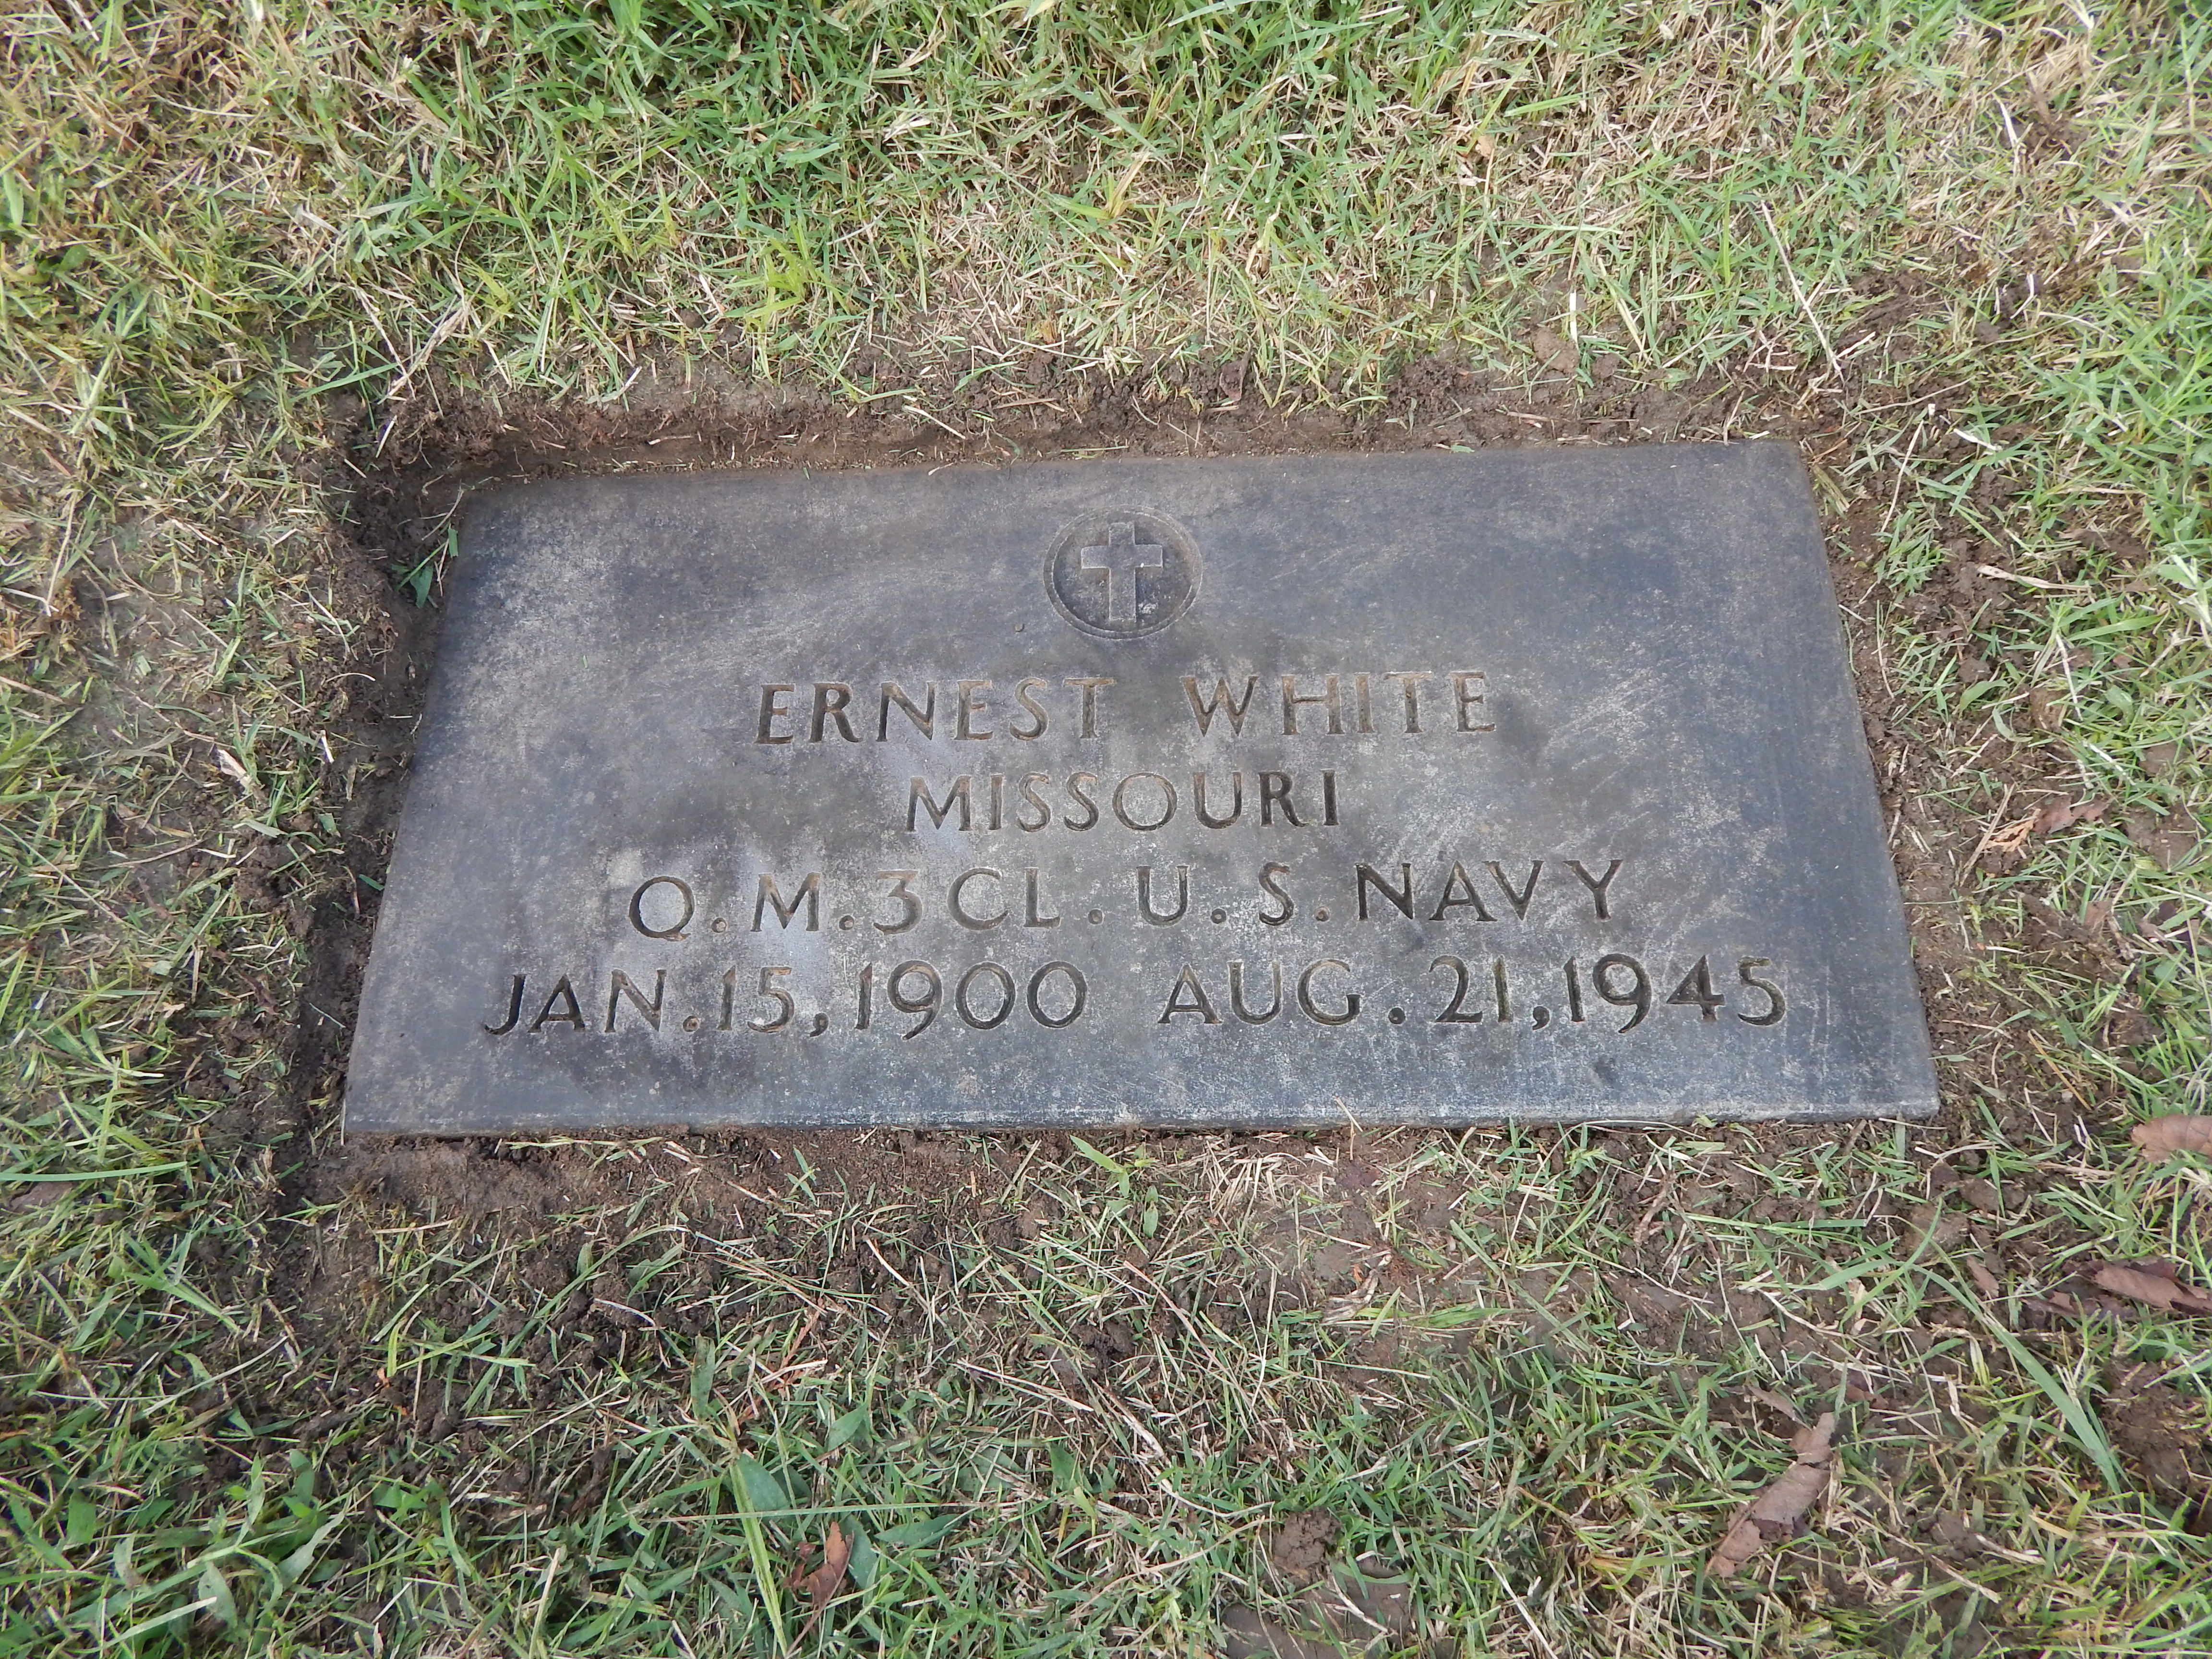 ERNEST WHITE
MISSOURI
Q.M.3CL. U.S.NAVY
JAN.15,1900 AUG.21,1945